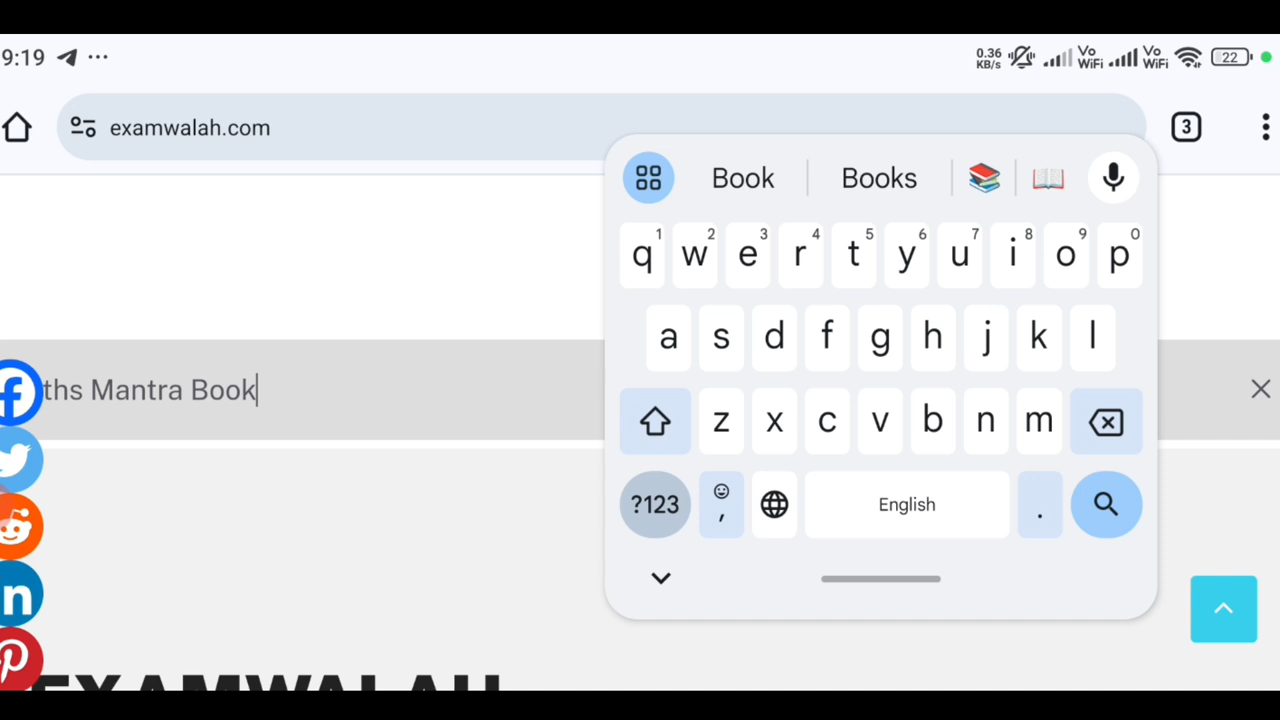 9:19 ...
0.36 KB/s Vo WiFi Vo WiFi 22
examwalah.com
3
Book Books
q1 w2 e3 r4 t5 y6 u7 i8 o9 p0
a s d f g h j k l
ths Mantra Book
z x c v b n m
?123 , English .
EXAMWALAH